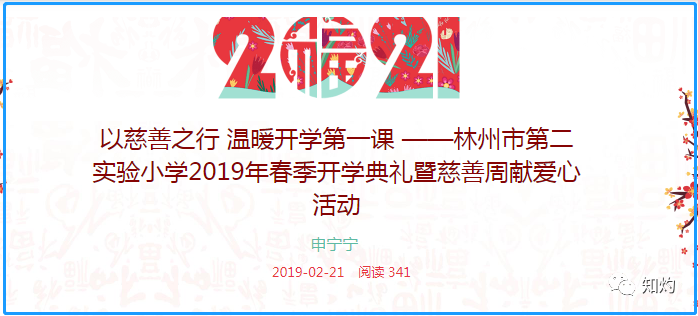 2福21
以慈善之行 温暖开学第一课 ——林州市第二
实验小学2019年春季开学典礼暨慈善周献爱心
活动
申宁宁
2019-02-21 阅读 341
知灼